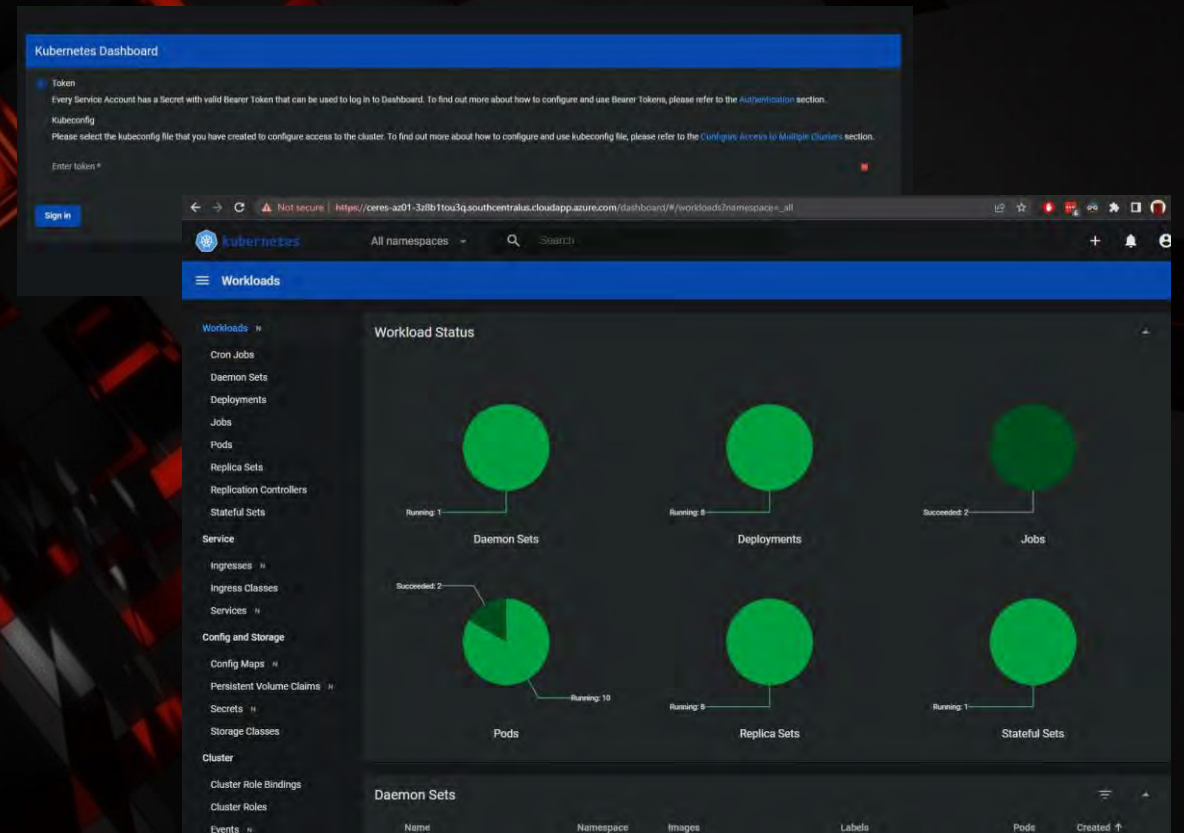 Kubernetes Dashboard
Token
Every Service Account has a Secret with valid Bearer Token that can be used to log in to Dashboard. To find out more about how to configure and use Bearer Tokens, please refer to the Authentication section.
Kubeconfig
Please select the kubeconfig file that you have created to configure access to the cluster. To find out more about how to configure and use kubeconfig file, please refer to the Configure Access to Multiple Clusters section.
Enter token *
Sign in
Not secure | https://ceres-az01-3z8b1tou3q.southcentralus.cloudapp.azure.com/dashboard/#/workloads?namespace=_all
kubernetes All namespaces Search
Workloads
Workloads N
Cron Jobs
Daemon Sets
Deployments
Jobs
Pods
Replica Sets
Replication Controllers
Stateful Sets
Service
Ingresses N
Ingress Classes
Services N
Config and Storage
Config Maps N
Persistent Volume Claims N
Secrets N
Storage Classes
Cluster
Cluster Role Bindings
Cluster Roles
Events N
Workload Status
Running: 1
Running: 8
Succeeded: 2
Daemon Sets
Deployments
Jobs
Succeeded: 2
Running: 10
Running: 8
Running: 1
Pods
Replica Sets
Stateful Sets
Daemon Sets
Name Namespace Images Labels Pods Created